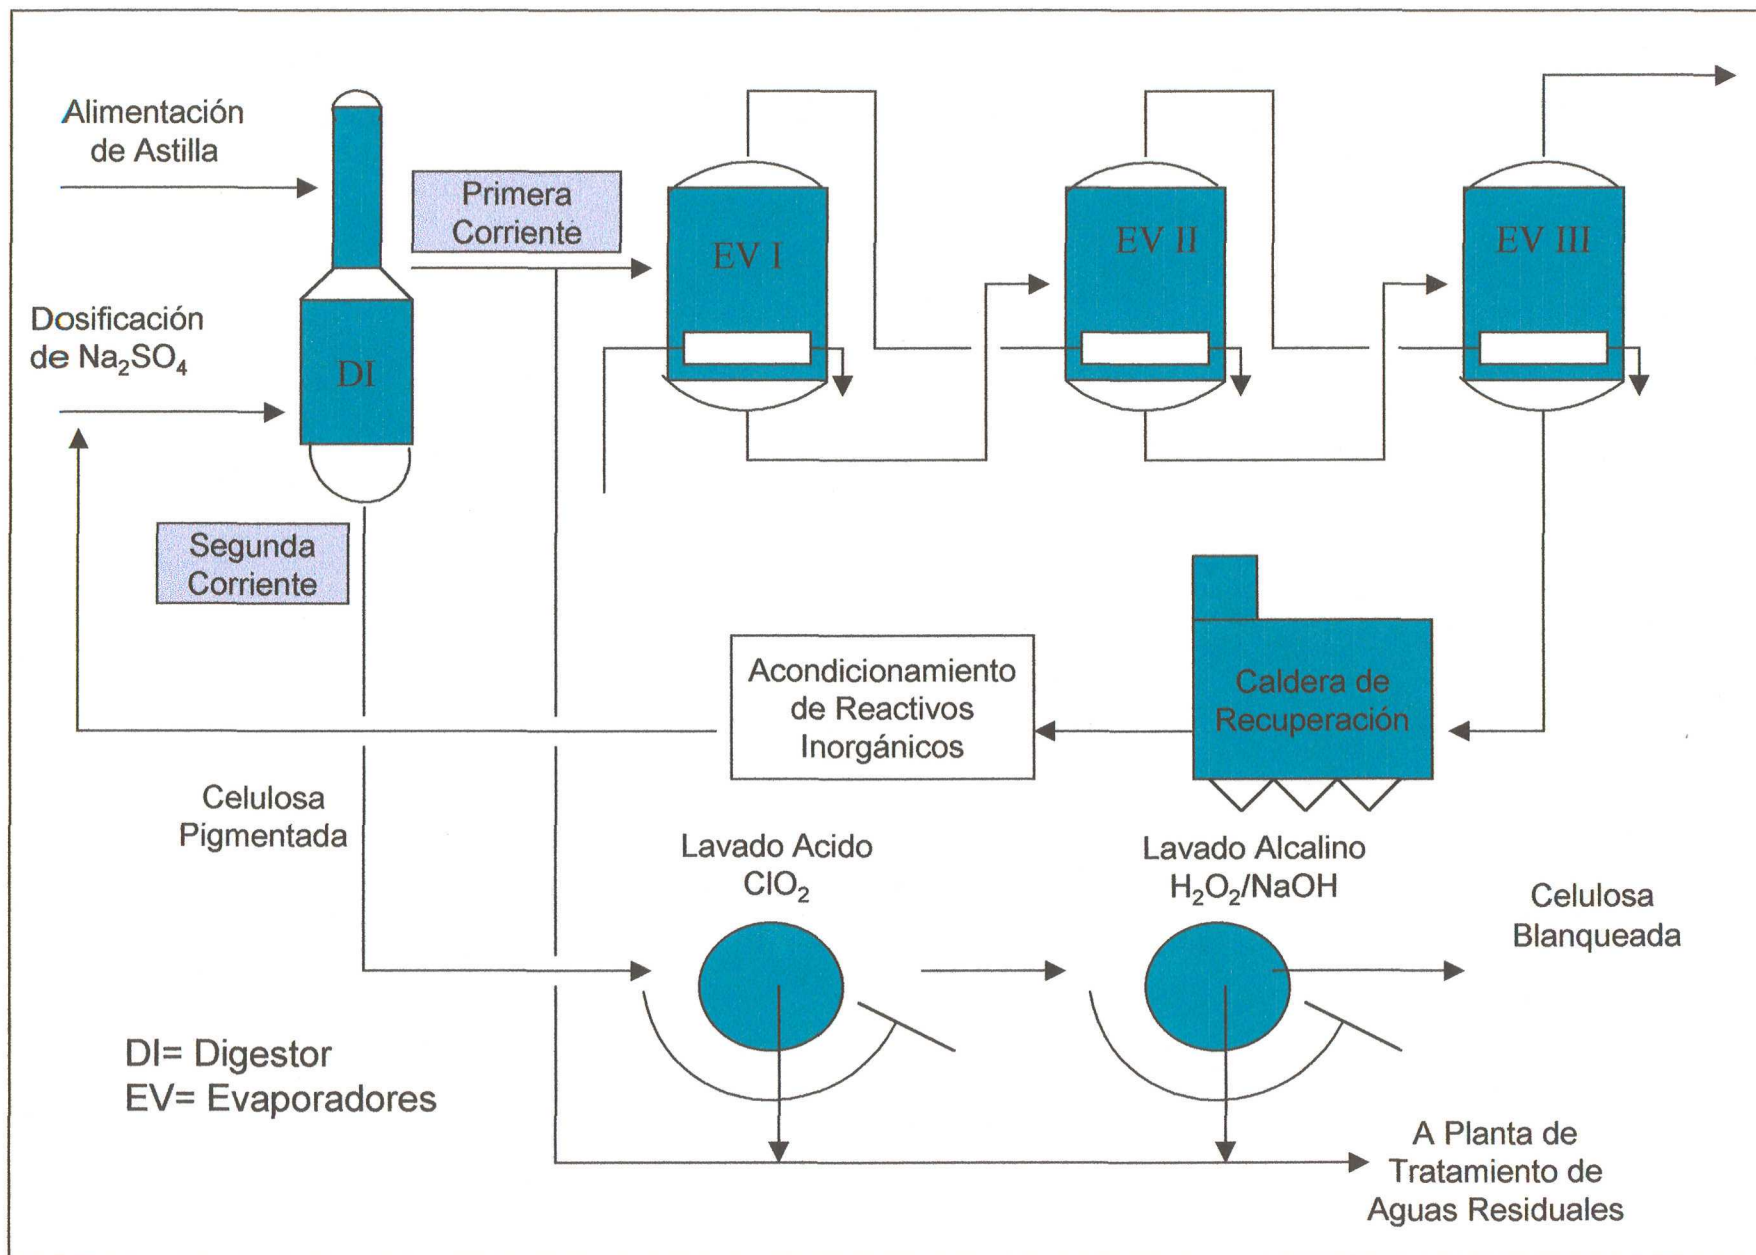 Alimentación
de Astilla
Dosificación
de Na₂SO₄
DI
Primera
Corriente
EV I
EV II
EV III
Segunda
Corriente
Acondicionamiento
de Reactivos
Inorgánicos
Caldera de
Recuperación
Celulosa
Pigmentada
Lavado Acido
ClO₂
Lavado Alcalino
H₂O₂/NaOH
Celulosa
Blanqueada
DI= Digestor
EV= Evaporadores
A Planta de
Tratamiento de
Aguas Residuales